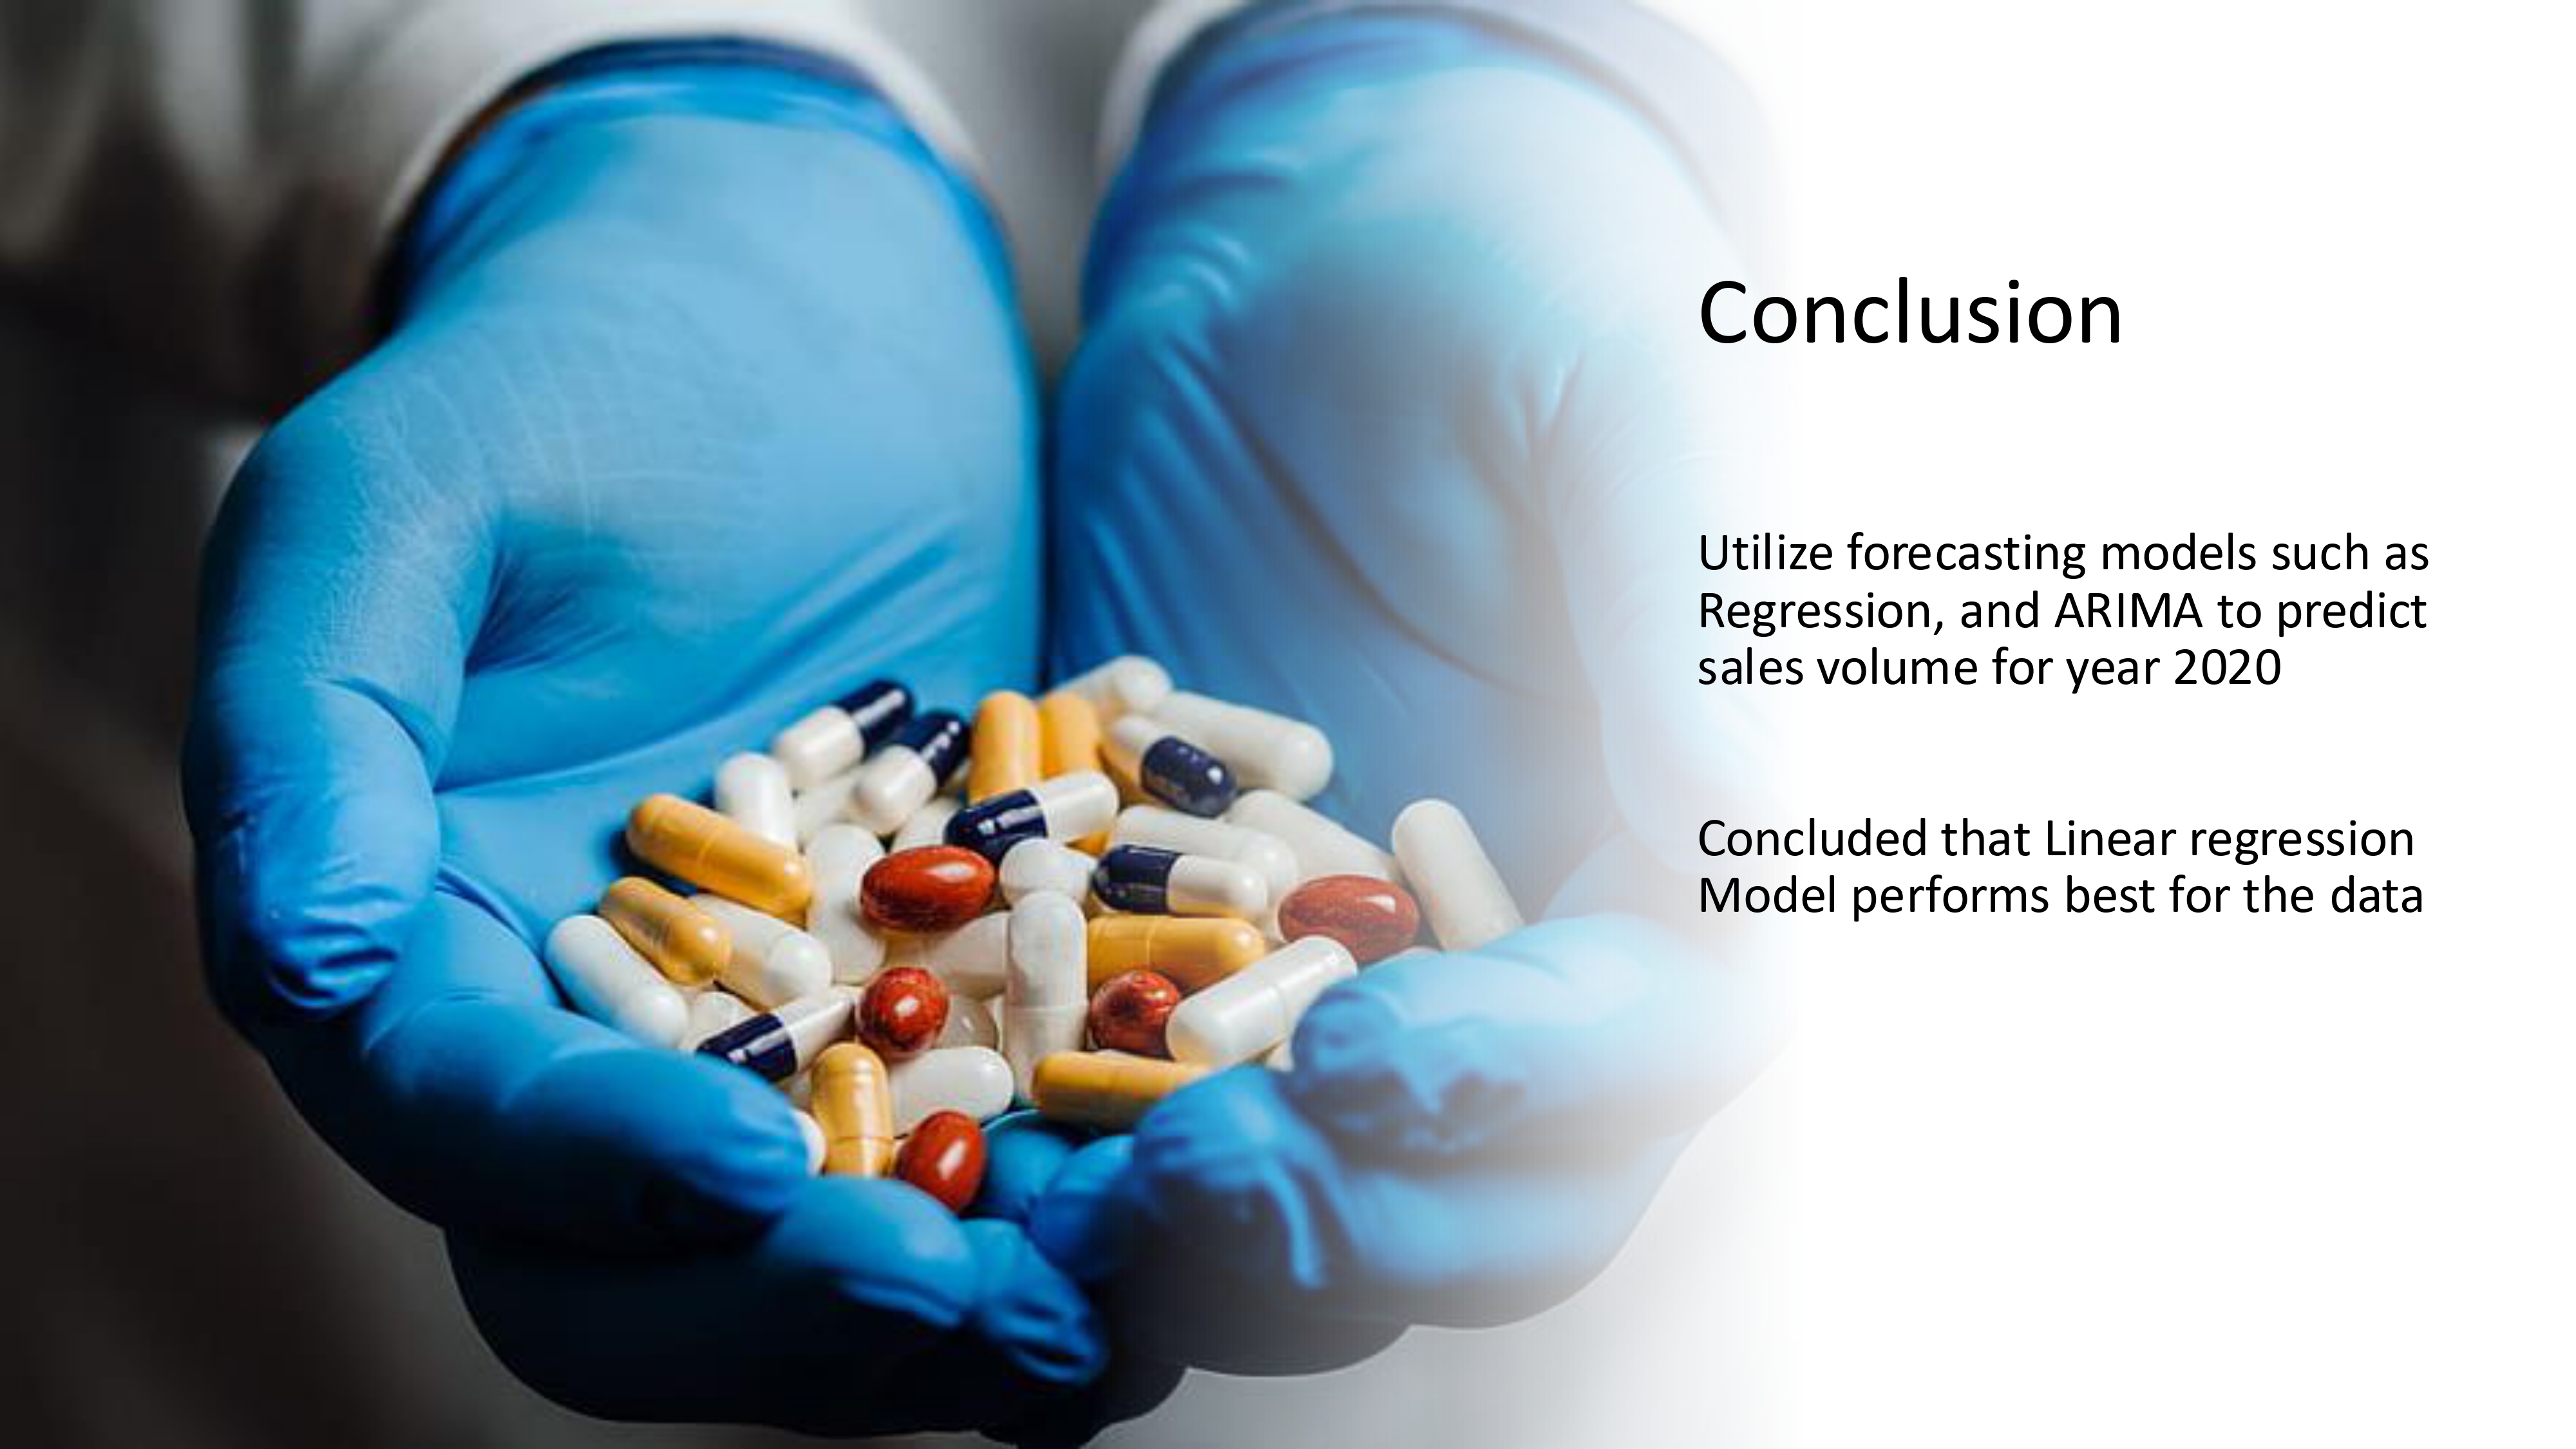 Conclusion
Utilize forecasting models such as
Regression, and ARIMA to predict
sales volume for year 2020
Concluded that Linear regression
Model performs best for the data